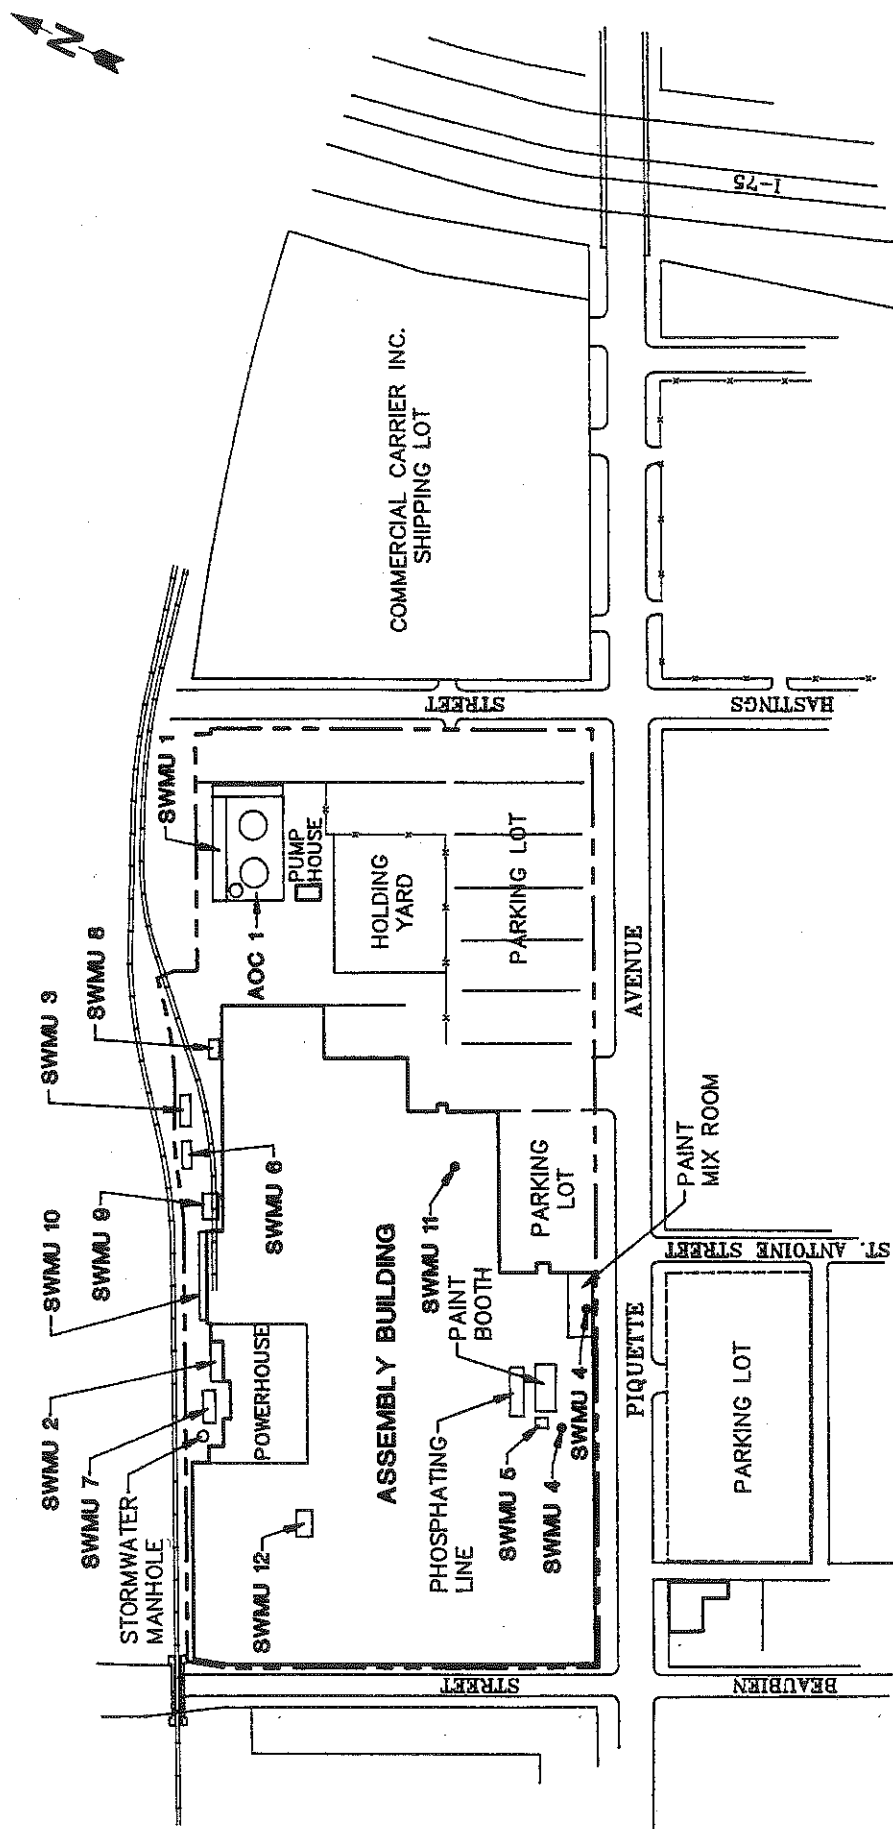 N
SWMU 2
SWMU 10
SWMU 3
SWMU 7
SWMU 9
SWMU 8
STORMWATER
MANHOLE
SWMU 1
POWERHOUSE
SWMU 6
AOC 1
PUMP
HOUSE
SWMU 12
ASSEMBLY BUILDING
HOLDING
YARD
COMMERCIAL CARRIER INC.
SHIPPING LOT
PHOSPHATING
LINE
SWMU 11
PAINT
BOOTH
STREET
STREET
SWMU 5
SWMU 4
SWMU 4
PARKING
LOT
PARKING LOT
PIQUETTE
AVENUE
PAINT
MIX ROOM
BEAUBIEN
PARKING LOT
ST. ANTOINE STREET
HASTINGS
I-75